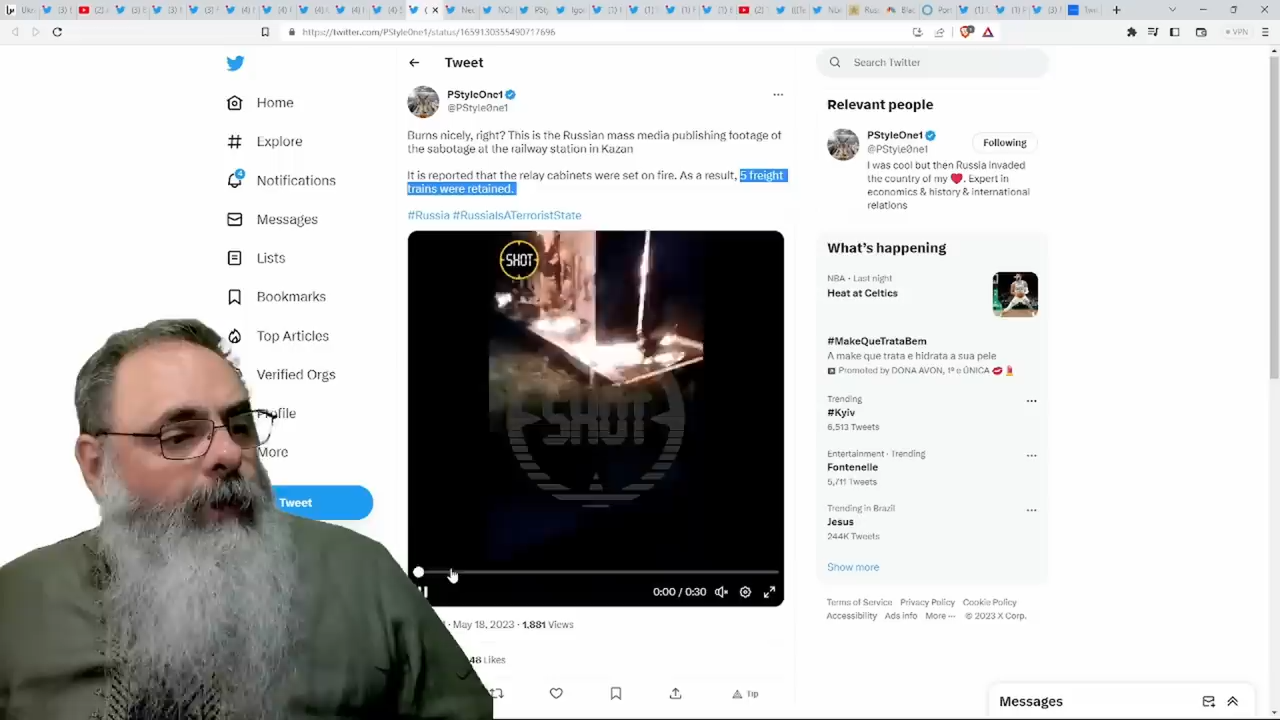 https://twitter.com/PStyle0ne1/status/1659130355490717696
VPN
Home
Explore
Notifications
Messages
Lists
Bookmarks
Top Articles
Verified Orgs
Profile
More
Tweet
Tweet
PStyleOne1
@PStyle0ne1
Burns nicely, right? This is the Russian mass media publishing footage of
the sabotage at the railway station in Kazan
It is reported that the relay cabinets were set on fire. As a result, 5 freight
trains were retained.
#Russia #RussiaIsATerroristState
SHOT
SHOT
0:00 / 0:30
May 18, 2023 · 1,881 Views
48 Likes
Tip
Search Twitter
Relevant people
PStyleOne1
@PStyle0ne1
Following
I was cool but then Russia invaded
the country of my ❤️. Expert in
economics & history & international
relations
What's happening
NBA · Last night
Heat at Celtics
#MakeQueTrataBem
A make que trata e hidrata a sua pele
Promoted by DONA AVON, 1ª e ÚNICA 💋💄
Trending
#Kyiv
6,513 Tweets
Entertainment · Trending
Fontenelle
5,711 Tweets
Trending in Brazil
Jesus
244K Tweets
Show more
Terms of Service Privacy Policy Cookie Policy
Accessibility Ads info More ··· © 2023 X Corp.
Messages